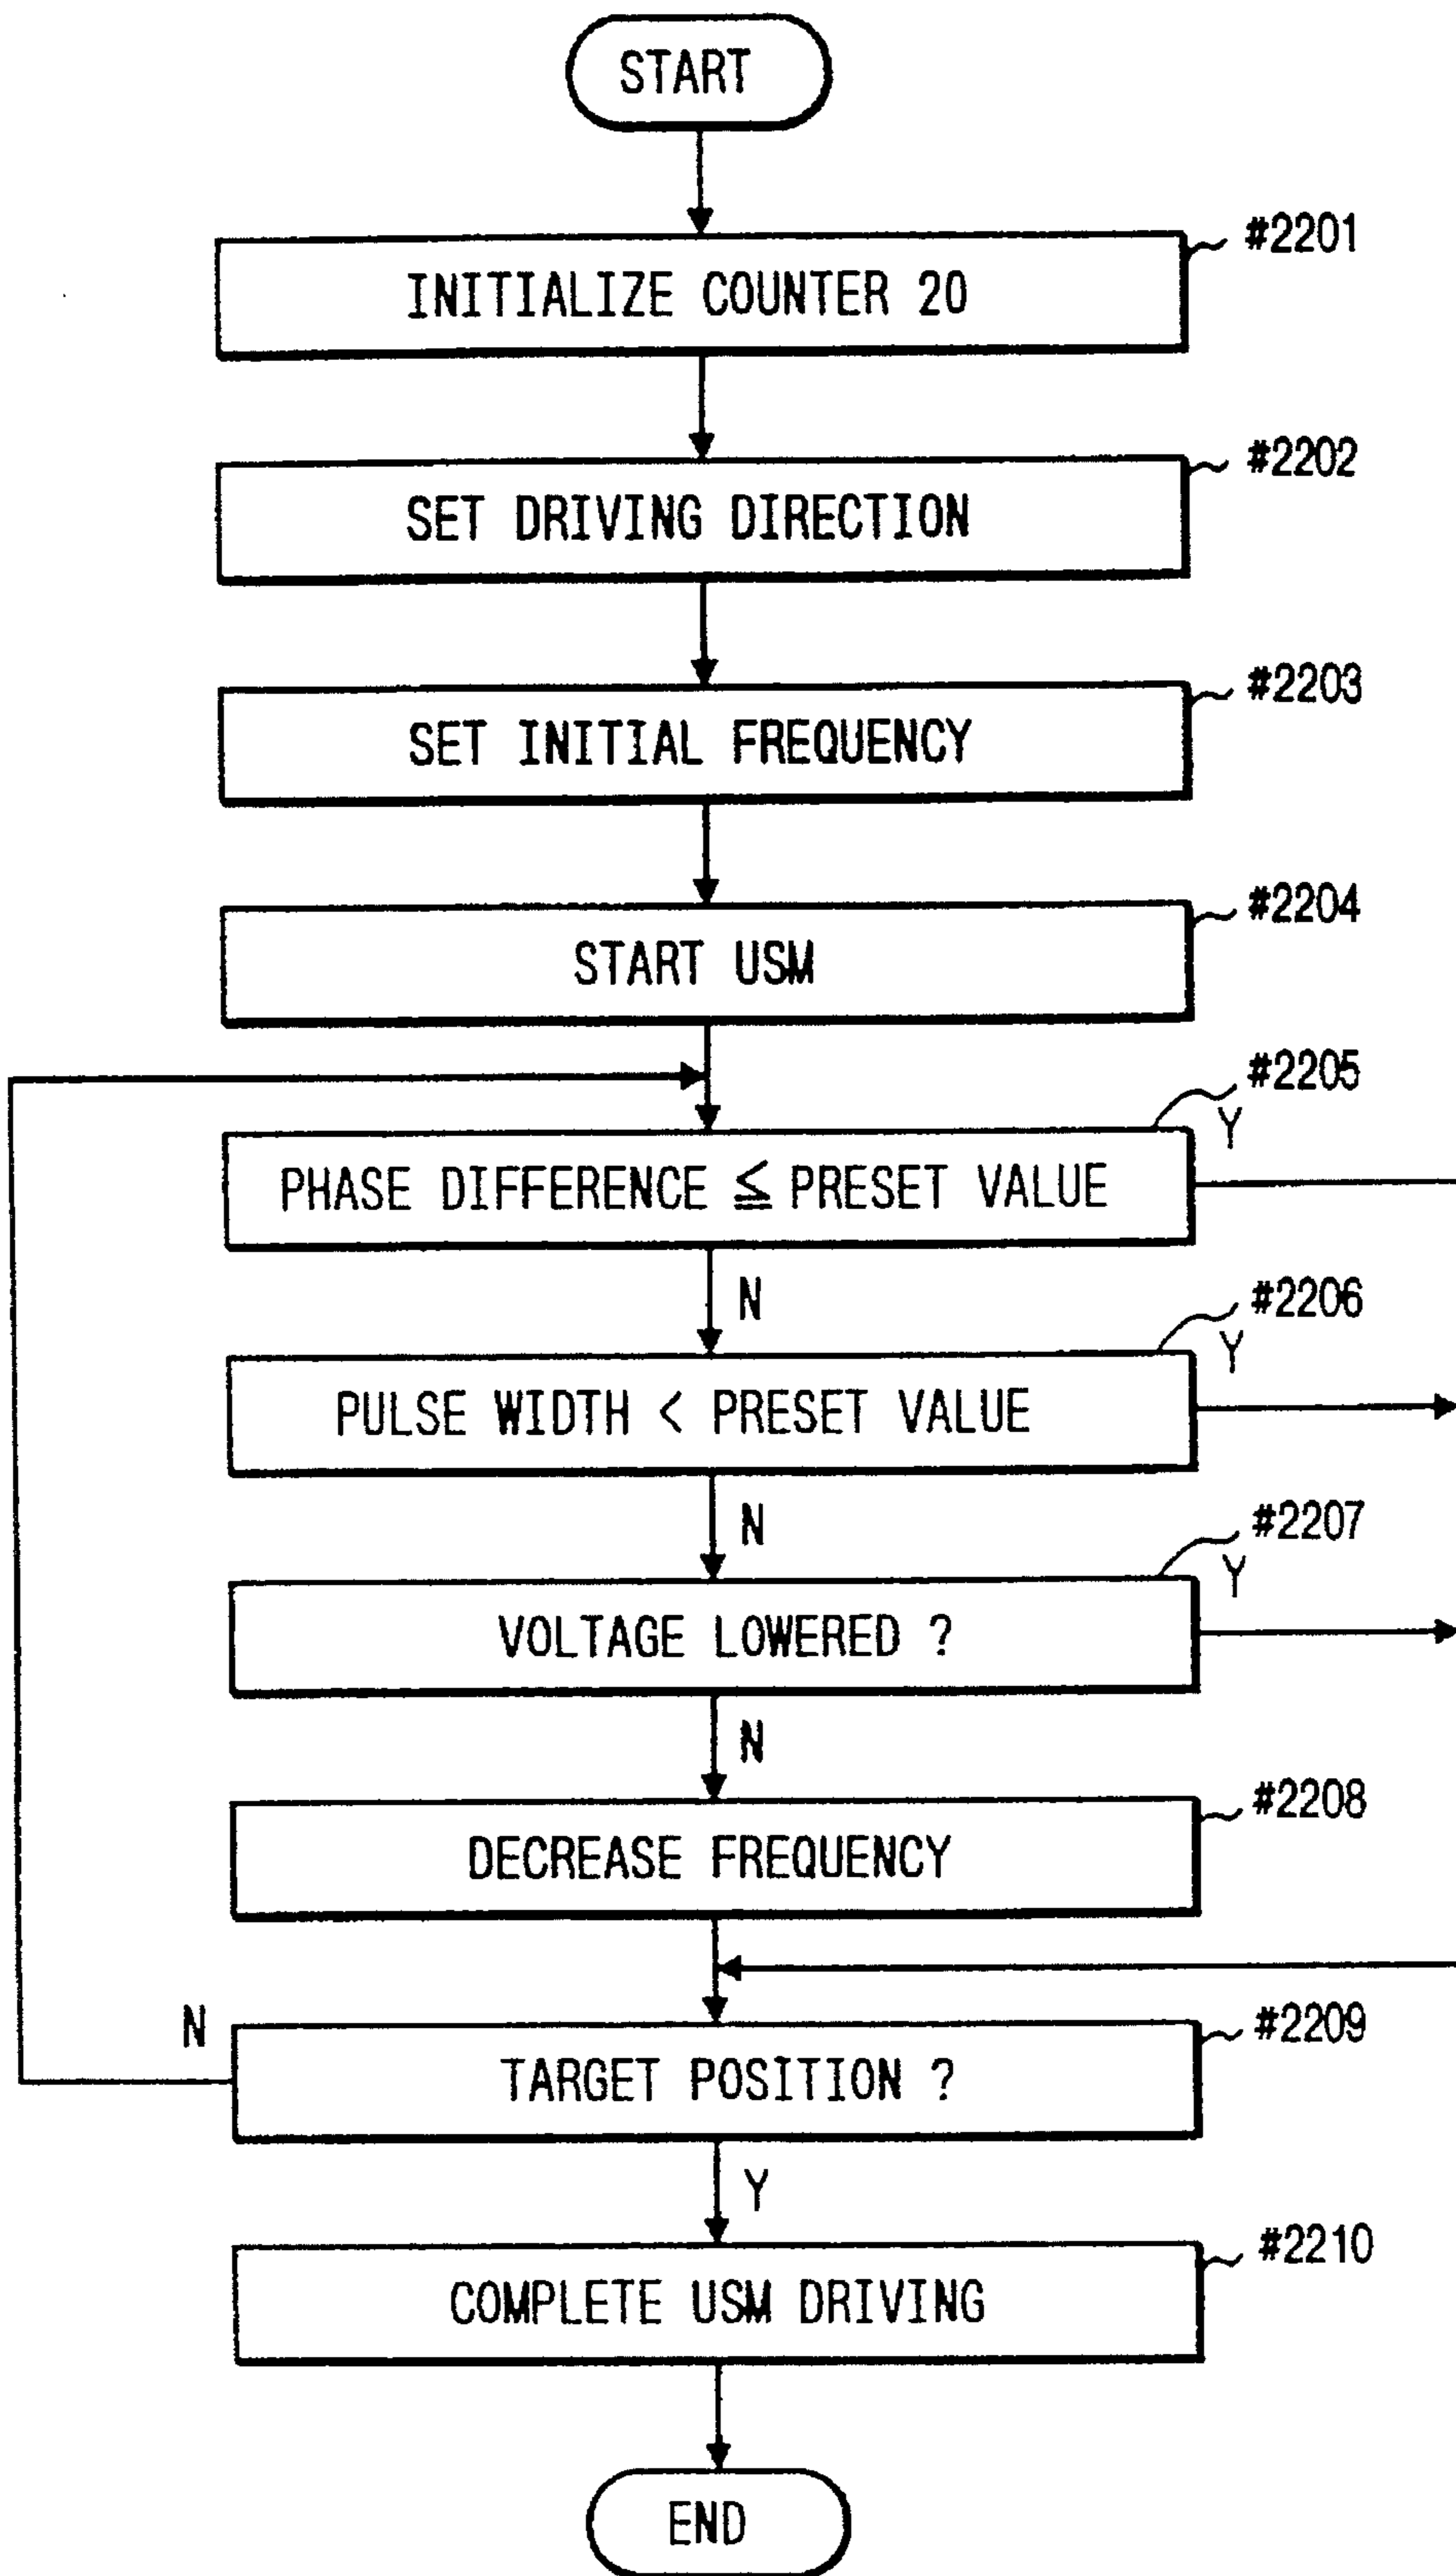 START
#2201
INITIALIZE COUNTER 20
#2202
SET DRIVING DIRECTION
#2203
SET INITIAL FREQUENCY
#2204
START USM
#2205
Y
PHASE DIFFERENCE ≦ PRESET VALUE
N
#2206
Y
PULSE WIDTH < PRESET VALUE
N
#2207
Y
VOLTAGE LOWERED ?
N
#2208
DECREASE FREQUENCY
N
#2209
TARGET POSITION ?
Y
#2210
COMPLETE USM DRIVING
END